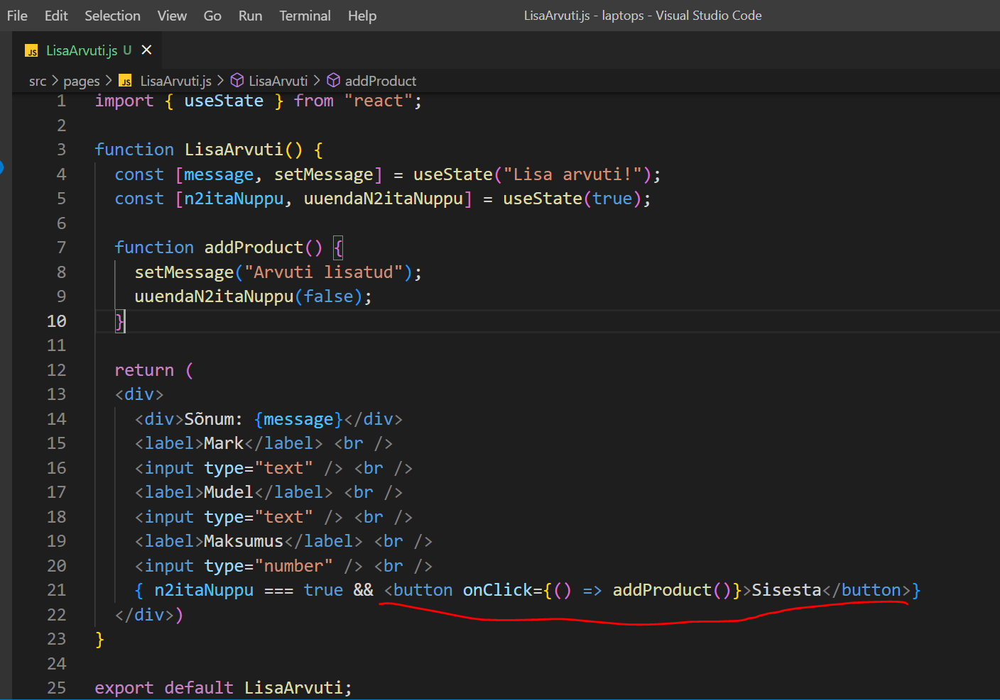 File Edit Selection View Go Run Terminal Help LisaArvuti.js - laptops - Visual Studio Code
JS LisaArvuti.js U ×
src > pages > JS LisaArvuti.js > LisaArvuti > addProduct
1 import { useState } from "react";
2
3 function LisaArvuti() {
4 const [message, setMessage] = useState("Lisa arvuti!");
5 const [n2itaNuppu, uuendaN2itaNuppu] = useState(true);
6
7 function addProduct() {
8 setMessage("Arvuti lisatud");
9 uuendaN2itaNuppu(false);
10 }
11
12 return (
13 <div>
14 <div>Sõnum: {message}</div>
15 <label>Mark</label> <br />
16 <input type="text" /> <br />
17 <label>Mudel</label> <br />
18 <input type="text" /> <br />
19 <label>Maksumus</label> <br />
20 <input type="number" /> <br />
21 { n2itaNuppu === true && <button onClick={() => addProduct()}>Sisesta</button>}
22 </div>)
23 }
24
25 export default LisaArvuti;